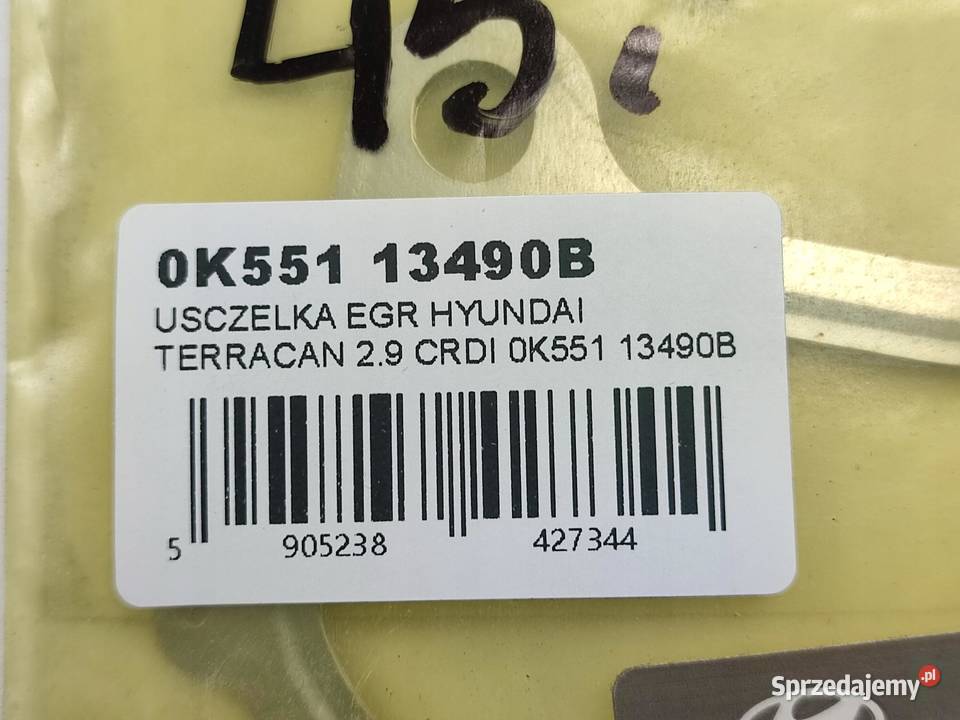 45,
0K551 13490B
USCZELKA EGR HYUNDAI
TERRACAN 2.9 CRDI 0K551 13490B
5 905238 427344
Sprzedajemy.pl